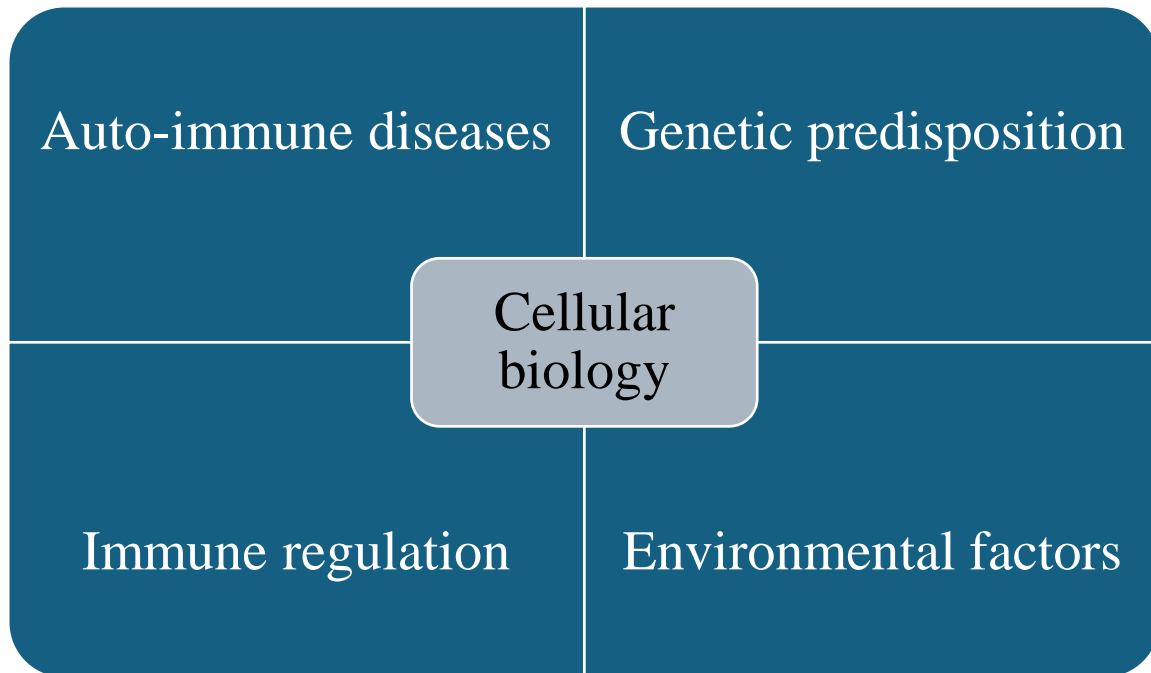 Auto-immune diseases
Genetic predisposition
Cellular
biology
Immune regulation
Environmental factors